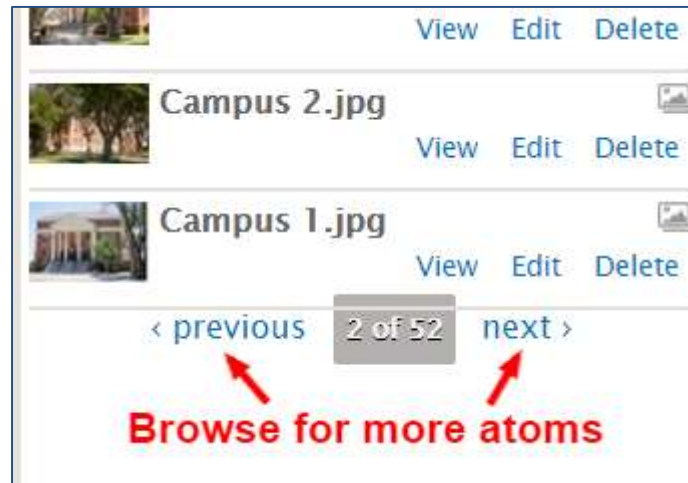 View Edit Delete
Campus 2.jpg
View Edit Delete
Campus 1.jpg
View Edit Delete
‹ previous 2 of 52 next ›
Browse for more atoms